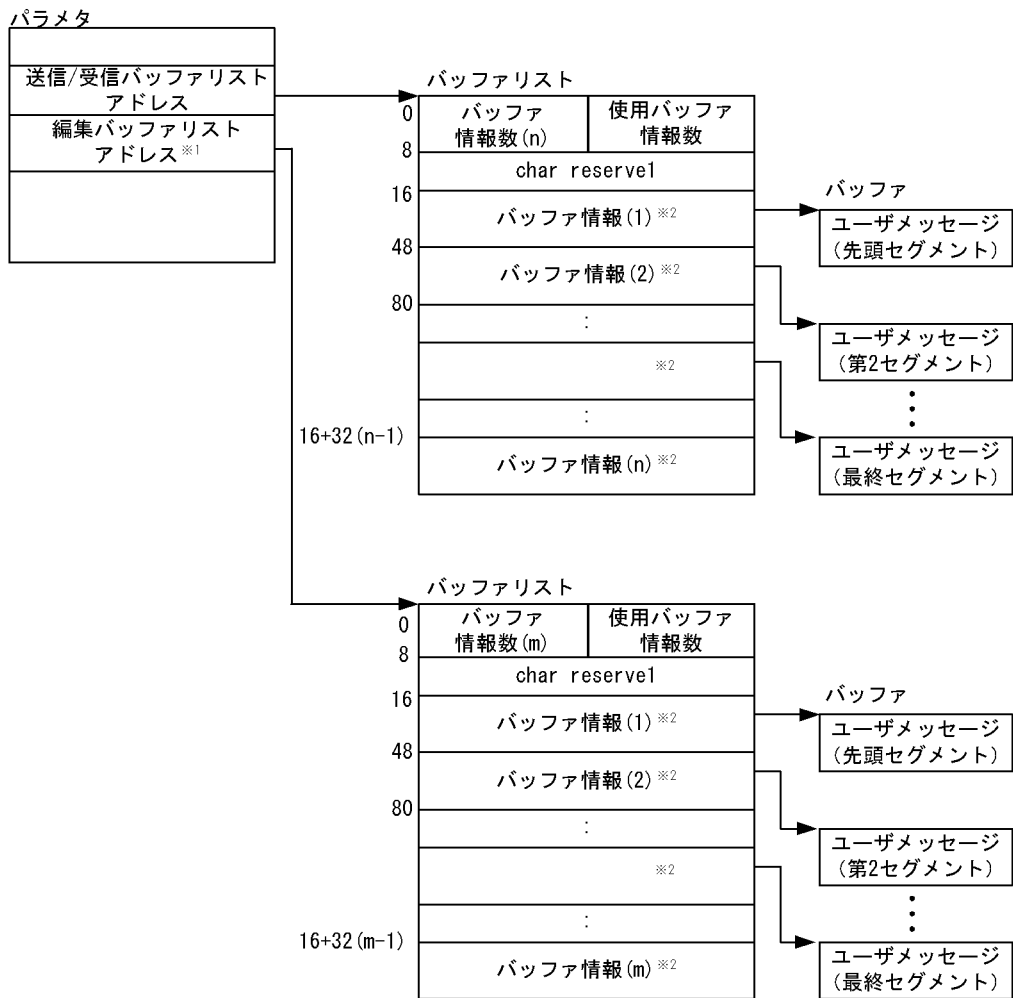 パラメタ
送信/受信バッファリスト
アドレス
編集バッファリスト
アドレス※1
バッファリスト
0
バッファ
情報数(n)
使用バッファ
情報数
8
char reserve1
16
バッファ情報(1)※2
48
バッファ情報(2)※2
80
:
※2
:
16+32(n-1)
バッファ情報(n)※2
バッファ
ユーザメッセージ
(先頭セグメント)
ユーザメッセージ
(第2セグメント)
ユーザメッセージ
(最終セグメント)
バッファリスト
0
バッファ
情報数(m)
使用バッファ
情報数
8
char reserve1
16
バッファ情報(1)※2
48
バッファ情報(2)※2
80
:
※2
:
16+32(m-1)
バッファ情報(m)※2
バッファ
ユーザメッセージ
(先頭セグメント)
ユーザメッセージ
(第2セグメント)
ユーザメッセージ
(最終セグメント)